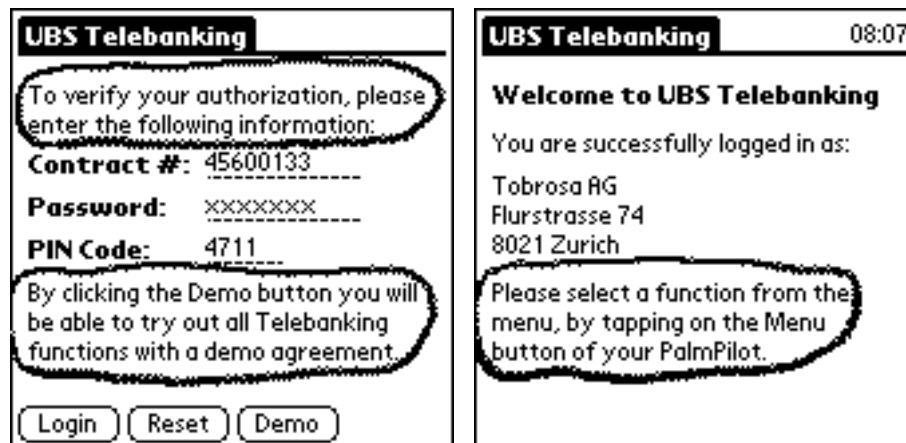 UBS Telebanking
To verify your authorization, please
enter the following information:
Contract #: 45600133
Password: xxxxxxx
PIN Code: 4711
By clicking the Demo button you will
be able to try out all Telebanking
functions with a demo agreement.
Login Reset Demo
UBS Telebanking 08:07
Welcome to UBS Telebanking
You are successfully logged in as:
Tobrosa AG
Flurstrasse 74
8021 Zurich
Please select a function from the
menu, by tapping on the Menu
button of your PalmPilot.